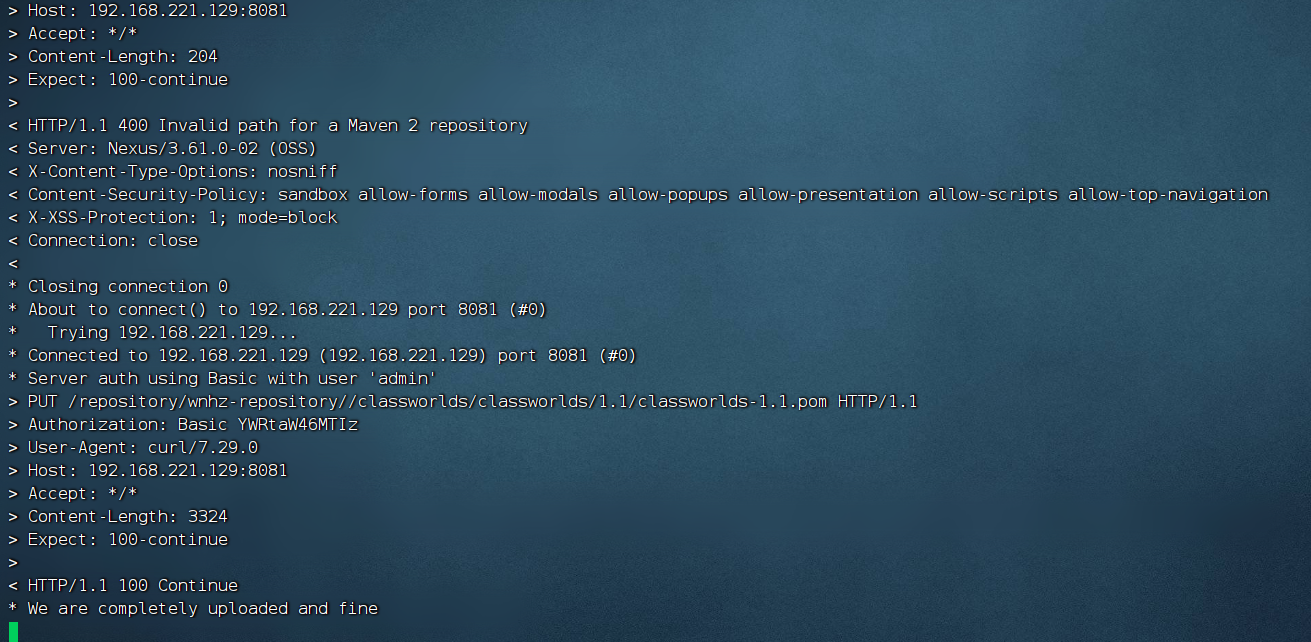 > Host: 192.168.221.129:8081
> Accept: */*
> Content-Length: 204
> Expect: 100-continue
>
< HTTP/1.1 400 Invalid path for a Maven 2 repository
< Server: Nexus/3.61.0-02 (OSS)
< X-Content-Type-Options: nosniff
< Content-Security-Policy: sandbox allow-forms allow-modals allow-popups allow-presentation allow-scripts allow-top-navigation
< X-XSS-Protection: 1; mode=block
< Connection: close
<
* Closing connection 0
* About to connect() to 192.168.221.129 port 8081 (#0)
*   Trying 192.168.221.129...
* Connected to 192.168.221.129 (192.168.221.129) port 8081 (#0)
* Server auth using Basic with user 'admin'
> PUT /repository/wnhz-repository//classworlds/classworlds/1.1/classworlds-1.1.pom HTTP/1.1
> Authorization: Basic YWRtaW46MTIz
> User-Agent: curl/7.29.0
> Host: 192.168.221.129:8081
> Accept: */*
> Content-Length: 3324
> Expect: 100-continue
>
< HTTP/1.1 100 Continue
* We are completely uploaded and fine